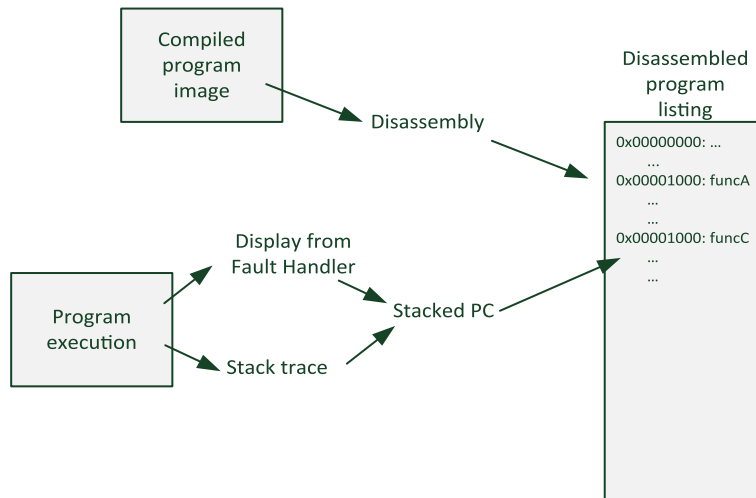 Compiled
program
image
Disassembly
Disassembled
program
listing
0x00000000: ...
...
0x00001000: funcA
...
...
0x00001000: funcC
...
...
Display from
Fault Handler
Program
execution
Stacked PC
Stack trace